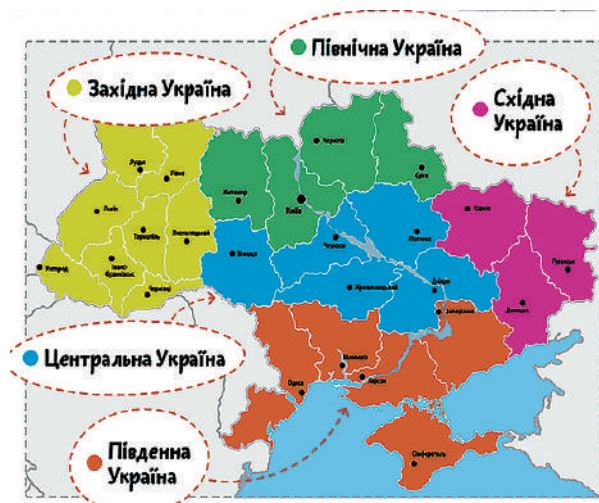 Північна Україна
Західна Україна
Східна
Україна
Чернігів
Луцьк
Рівне
Суми
Житомир
Київ
Львів
Харків
Тернопіль
Хмельницький
Полтава
Черкаси
Вінниця
Ужгород
Івано-
Франківськ
Луганськ
Чернівці
Кропивницький
Дніпро
Донецьк
Запоріжжя
Центральна Україна
Миколаїв
Херсон
Одеса
Південна
Україна
Сімферополь